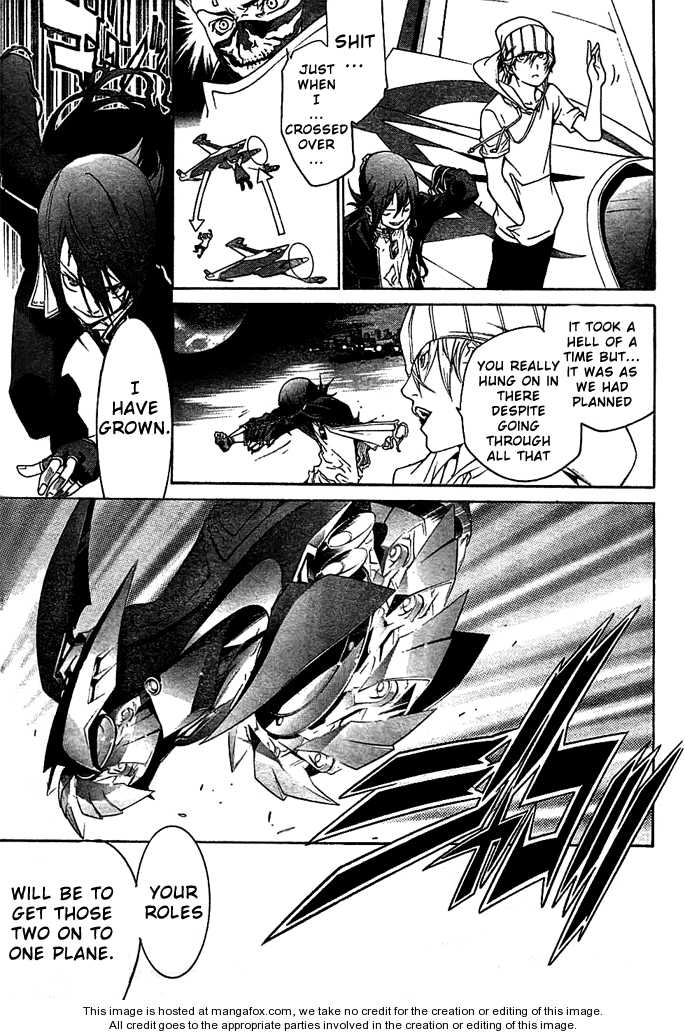 SHIT
...
JUST
WHEN
I
...
CROSSED
OVER
...
IT TOOK A
HELL OF A
TIME BUT...
IT WAS AS
WE HAD
PLANNED
YOU REALLY
HUNG ON
IN THERE
DESPITE
GOING
THROUGH
ALL THAT
I
HAVE
GROWN.
YOUR
ROLES
WILL BE TO
GET THOSE
TWO ON TO
ONE PLANE.
This image is hosted at mangafox.com, we take no credit for the creation or editing of this image.
All credit goes to the appropriate parties involved in the creation or editing of this image.